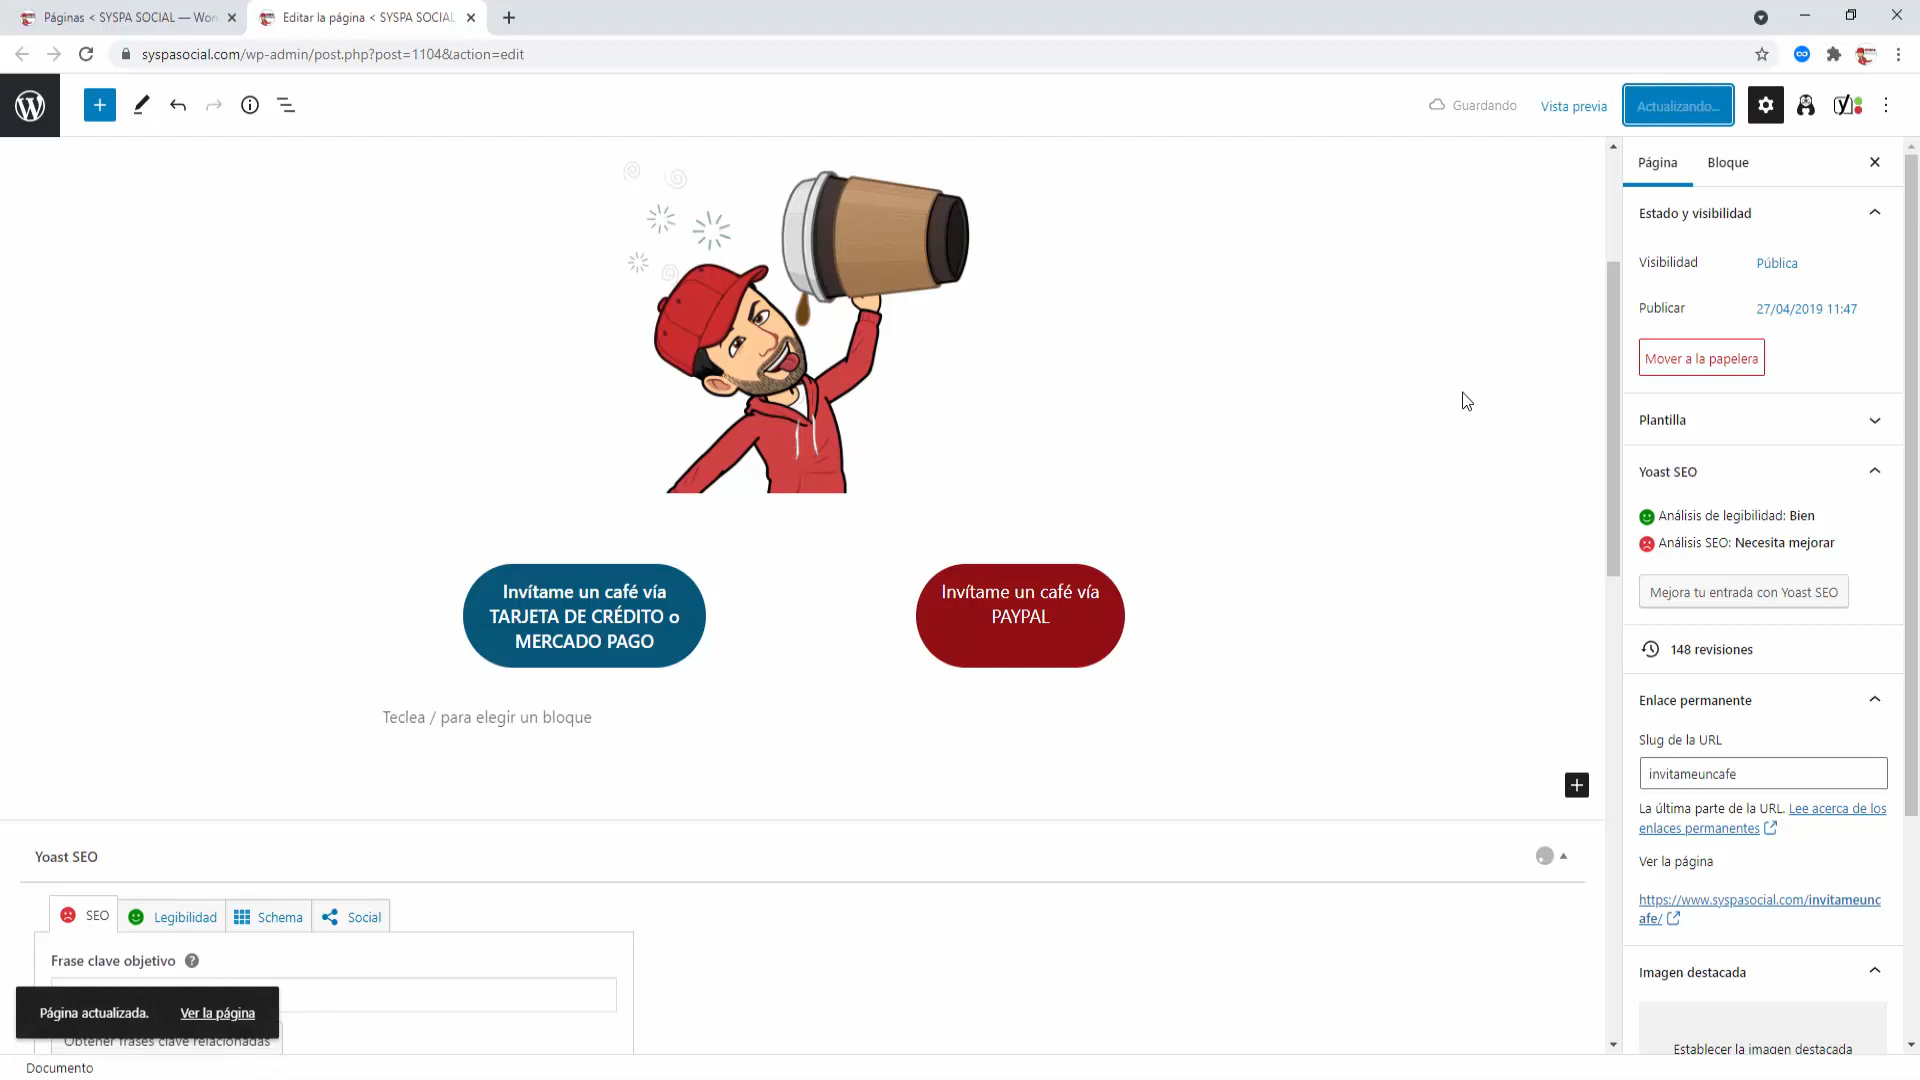 Páginas < SYSPA SOCIAL — Wor
Editar la página < SYSPA SOCIAL
syspasocial.com/wp-admin/post.php?post=1104&action=edit
Guardando
Vista previa
Actualizando...
Página
Bloque
Estado y visibilidad
Visibilidad
Pública
Publicar
27/04/2019 11:47
Mover a la papelera
Plantilla
Yoast SEO
Análisis de legibilidad: Bien
Análisis SEO: Necesita mejorar
Mejora tu entrada con Yoast SEO
148 revisiones
Enlace permanente
Slug de la URL
invitameuncafe
La última parte de la URL. Lee acerca de los
enlaces permanentes
Ver la página
https://www.syspasocial.com/invitameunc
afe/
Imagen destacada
Establecer la imagen destacada
Invítame un café vía
TARJETA DE CRÉDITO o
MERCADO PAGO
Invítame un café vía
PAYPAL
Teclea / para elegir un bloque
Yoast SEO
SEO
Legibilidad
Schema
Social
Frase clave objetivo
Página actualizada.
Ver la página
Obtener frases clave relacionadas
Documento